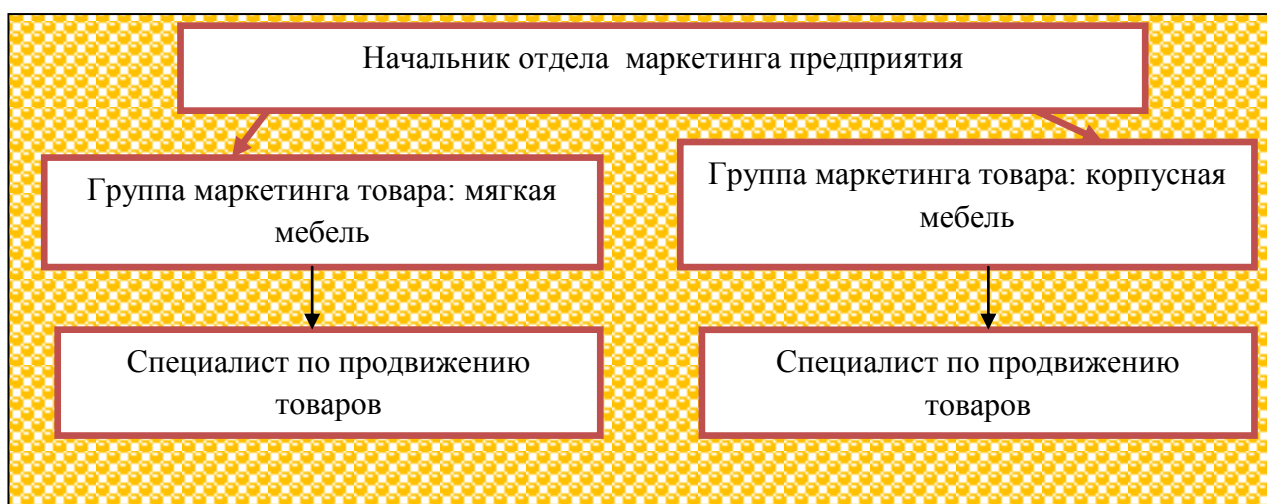 Начальник отдела  маркетинга предприятия
Группа маркетинга товара: мягкая
мебель
Группа маркетинга товара: корпусная
мебель
Специалист по продвижению
товаров
Специалист по продвижению
товаров